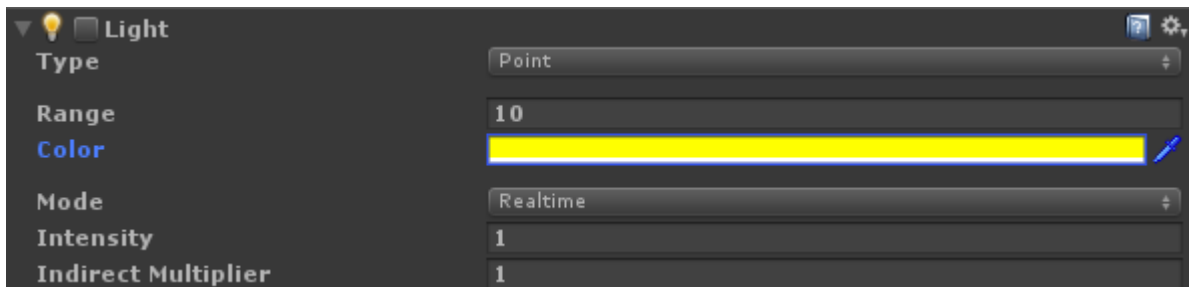 Light
Type Point
Range 10
Color
Mode Realtime
Intensity 1
Indirect Multiplier 1